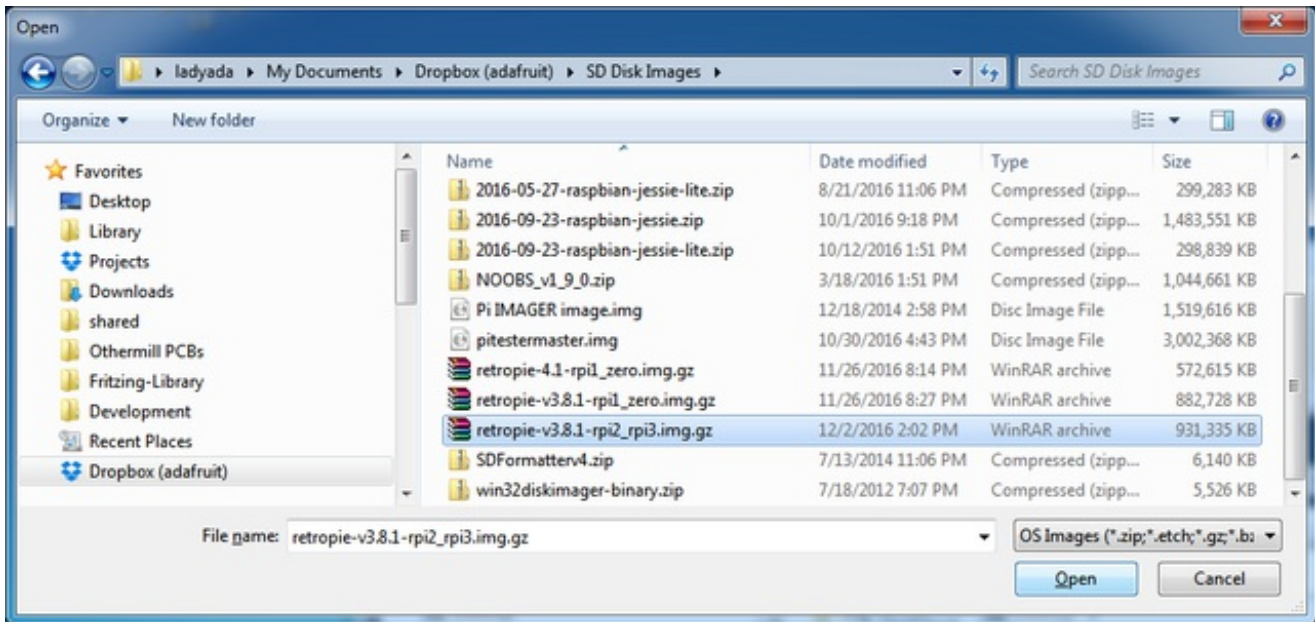 Open
ladyada ▸ My Documents ▸ Dropbox (adafruit) ▸ SD Disk Images ▸
Search SD Disk Images
Organize ▾ New folder
Favorites
Desktop
Library
Projects
Downloads
shared
Othermill PCBs
Fritzing-Library
Development
Recent Places
Dropbox (adafruit)
Name Date modified Type Size
2016-05-27-raspbian-jessie-lite.zip 8/21/2016 11:06 PM Compressed (zipp... 299,283 KB
2016-09-23-raspbian-jessie.zip 10/1/2016 9:18 PM Compressed (zipp... 1,483,551 KB
2016-09-23-raspbian-jessie-lite.zip 10/12/2016 1:51 PM Compressed (zipp... 298,839 KB
NOOBS_v1_9_0.zip 3/18/2016 1:51 PM Compressed (zipp... 1,044,661 KB
Pi IMAGER image.img 12/18/2014 2:58 PM Disc Image File 1,519,616 KB
pitestermaster.img 10/30/2016 4:43 PM Disc Image File 3,002,368 KB
retropie-4.1-rpi1_zero.img.gz 11/26/2016 8:14 PM WinRAR archive 572,615 KB
retropie-v3.8.1-rpi1_zero.img.gz 11/26/2016 8:27 PM WinRAR archive 882,728 KB
retropie-v3.8.1-rpi2_rpi3.img.gz 12/2/2016 2:02 PM WinRAR archive 931,335 KB
SDFormatterv4.zip 7/13/2014 11:06 PM Compressed (zipp... 6,140 KB
win32diskimager-binary.zip 7/18/2012 7:07 PM Compressed (zipp... 5,526 KB
File name: retropie-v3.8.1-rpi2_rpi3.img.gz
OS Images (*.zip;*.etch;*.gz;*.bz
Open Cancel